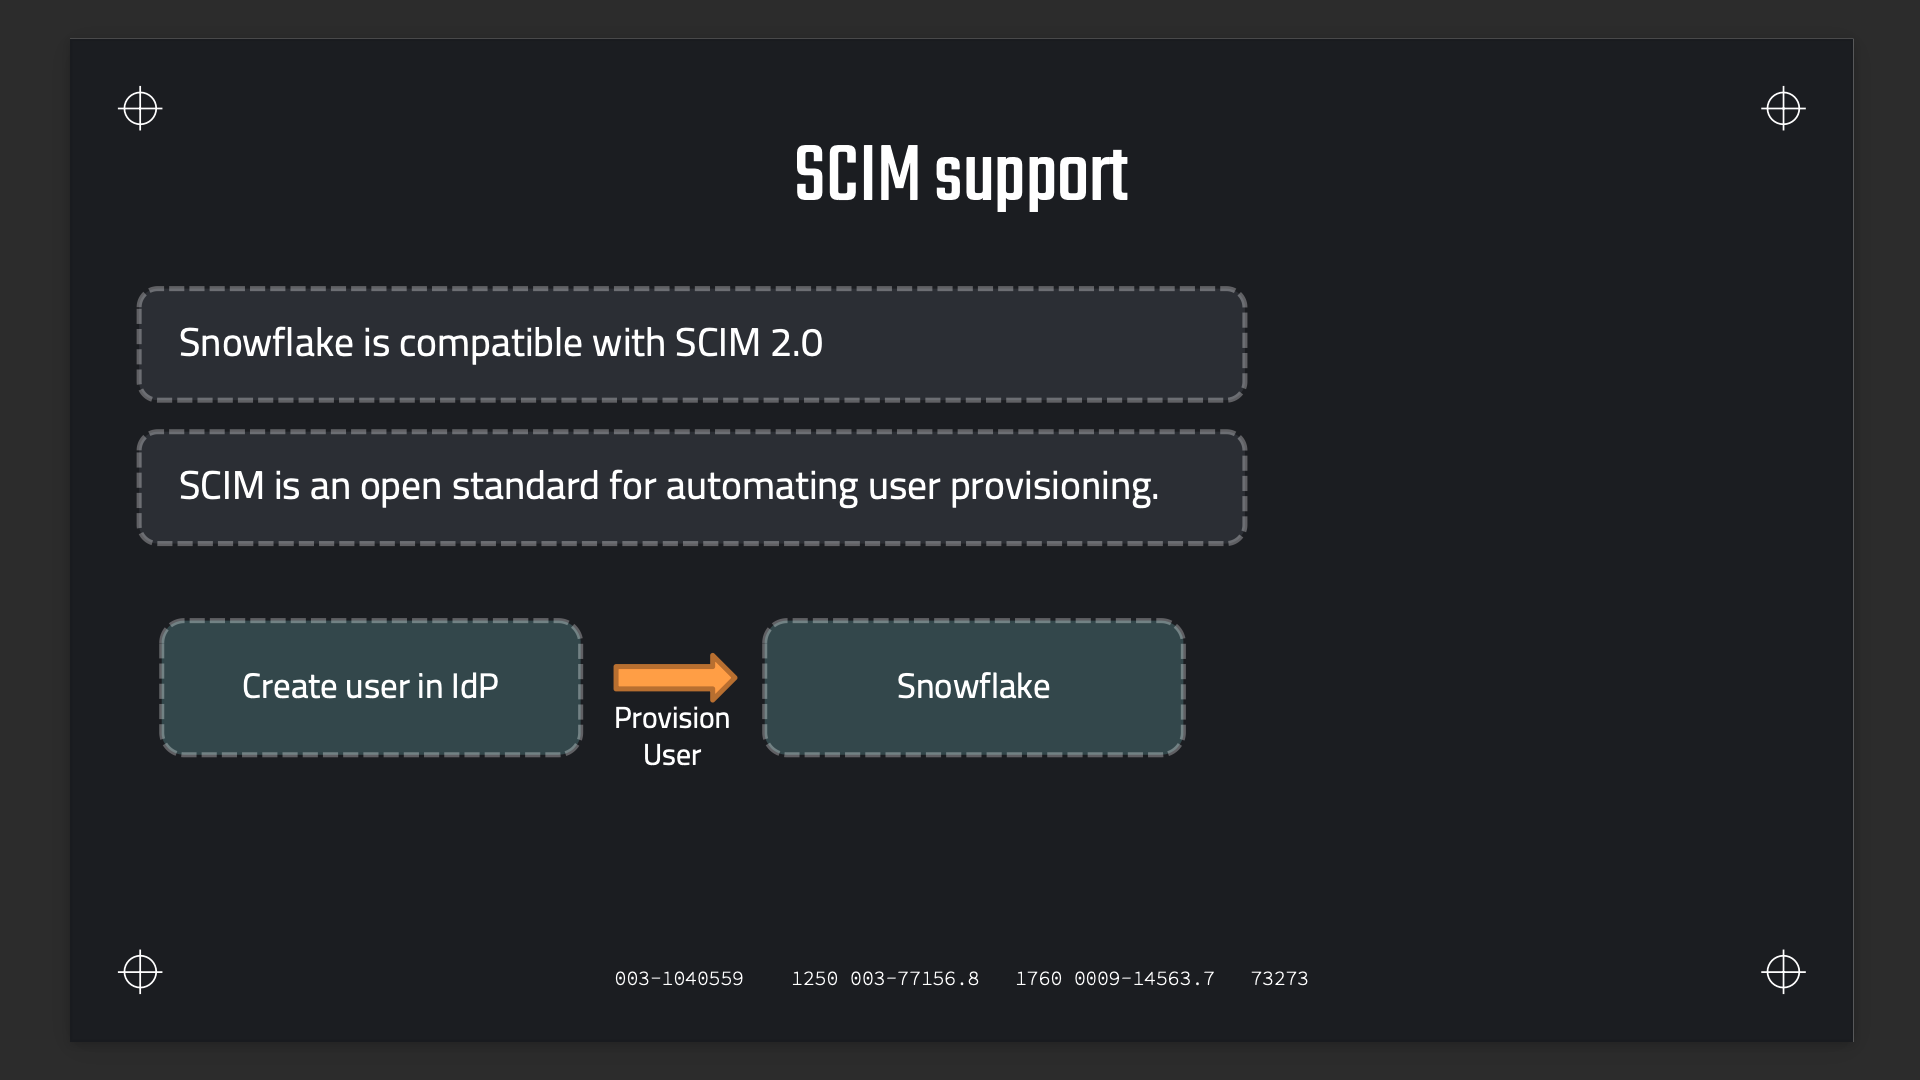 SCIM support
Snowflake is compatible with SCIM 2.0
SCIM is an open standard for automating user provisioning.
Create user in IdP
Provision
User
Snowflake
003-1040559 1250 003-77156.8 1760 0009-14563.7 73273